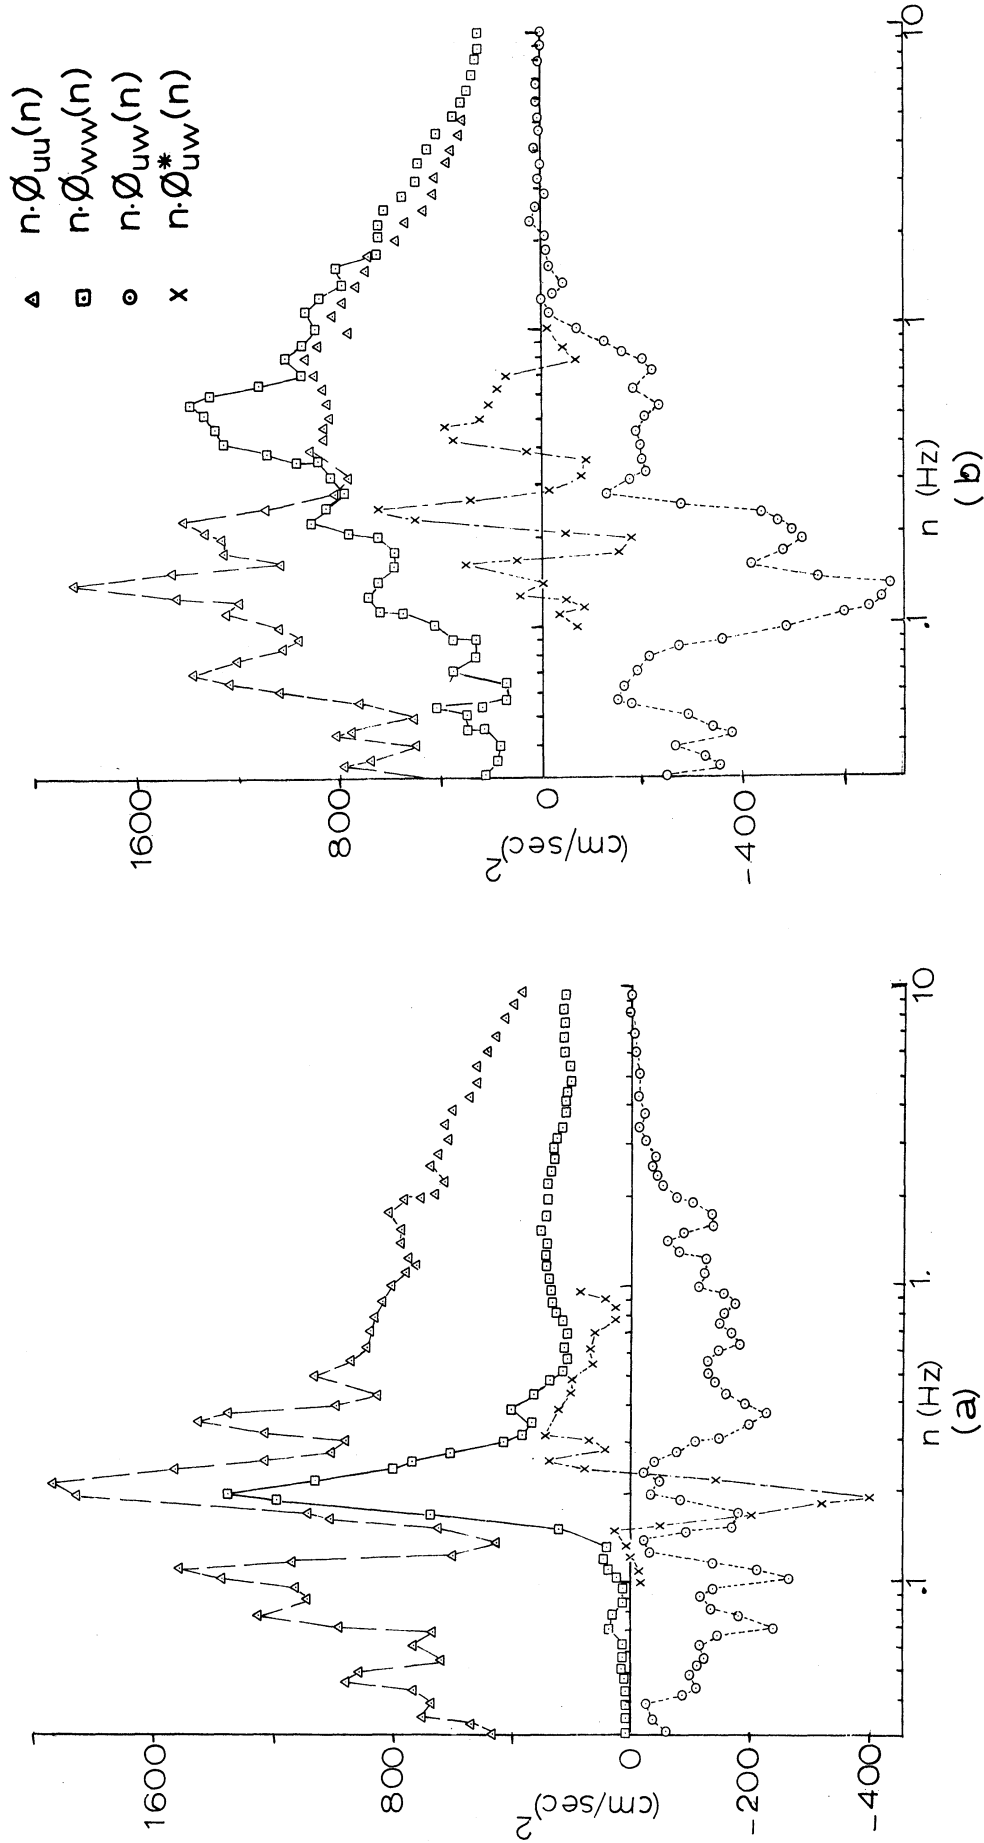 △ n·Øuu(n)
⊡ n·Øww(n)
⊙ n·Øuw(n)
x n·Ø*uw(n)
1600
800
0
-200
-400
(cm/sec)²
.1
1.
10
n (Hz)
(a)
1600
800
0
-400
(cm/sec)²
.1
1
10
n (Hz)
(b)